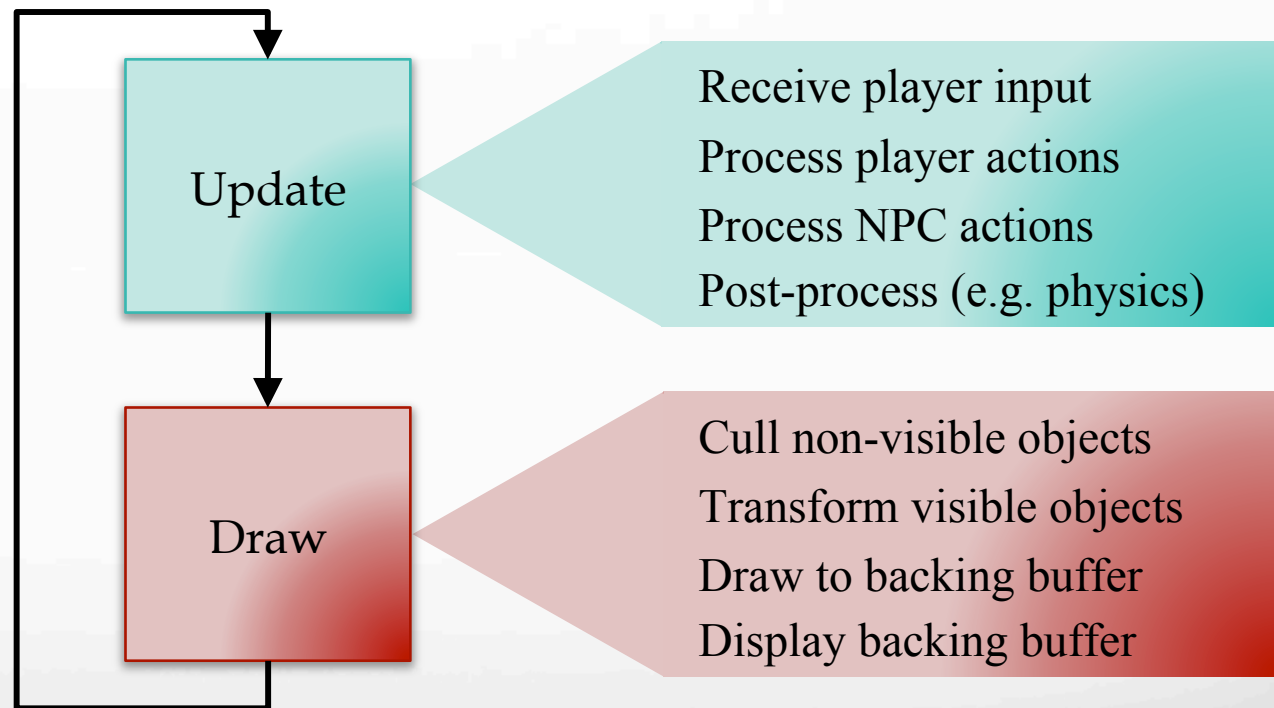 Update
Receive player input
Process player actions
Process NPC actions
Post-process (e.g. physics)
Draw
Cull non-visible objects
Transform visible objects
Draw to backing buffer
Display backing buffer